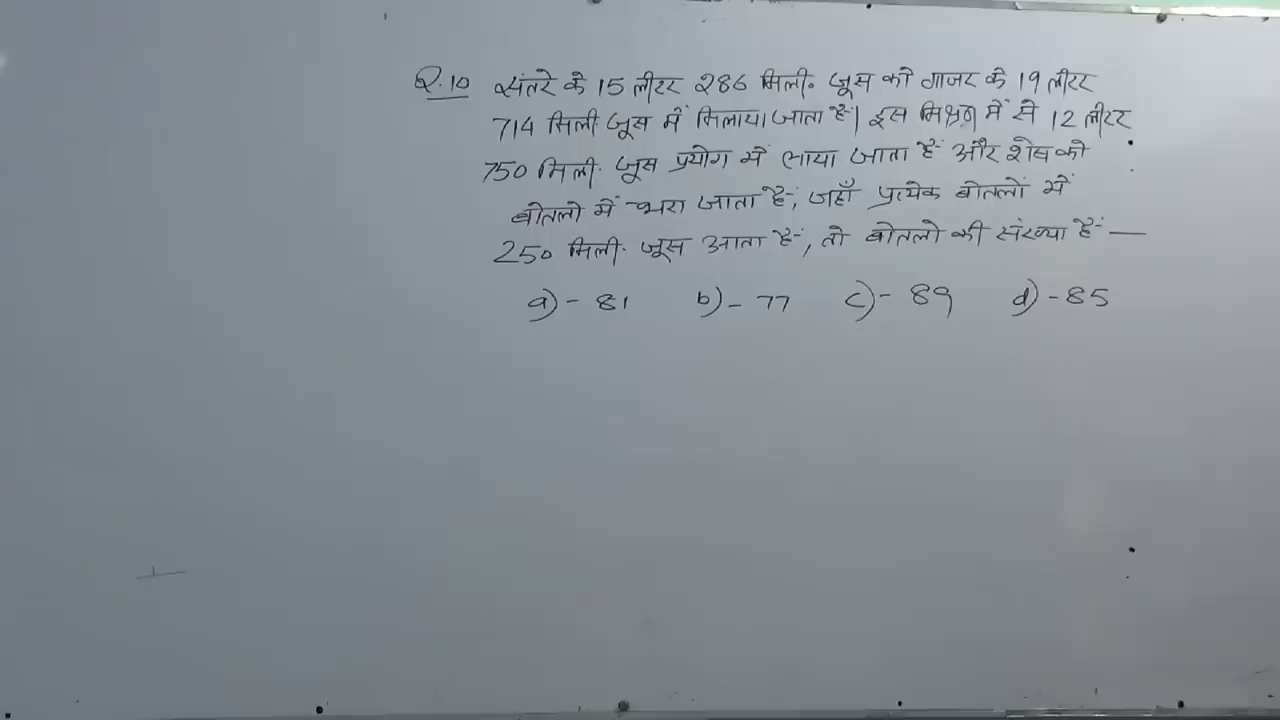 Q.10 संतरे के 15 लीटर 286 मिली॰ जूस को गाजर के 19 लीटर
714 मिली. जूस में मिलाया जाता है। इस मिश्रण में से 12 लीटर
750 मिली. जूस प्रयोग में लाया जाता है और शेष को
बोतलो में भरा जाता है, जहाँ प्रत्येक बोतलों में
250 मिली. जूस आता है, तो बोतलो की संख्या है —
a) - 81 b) - 77 c) - 89 d) - 85